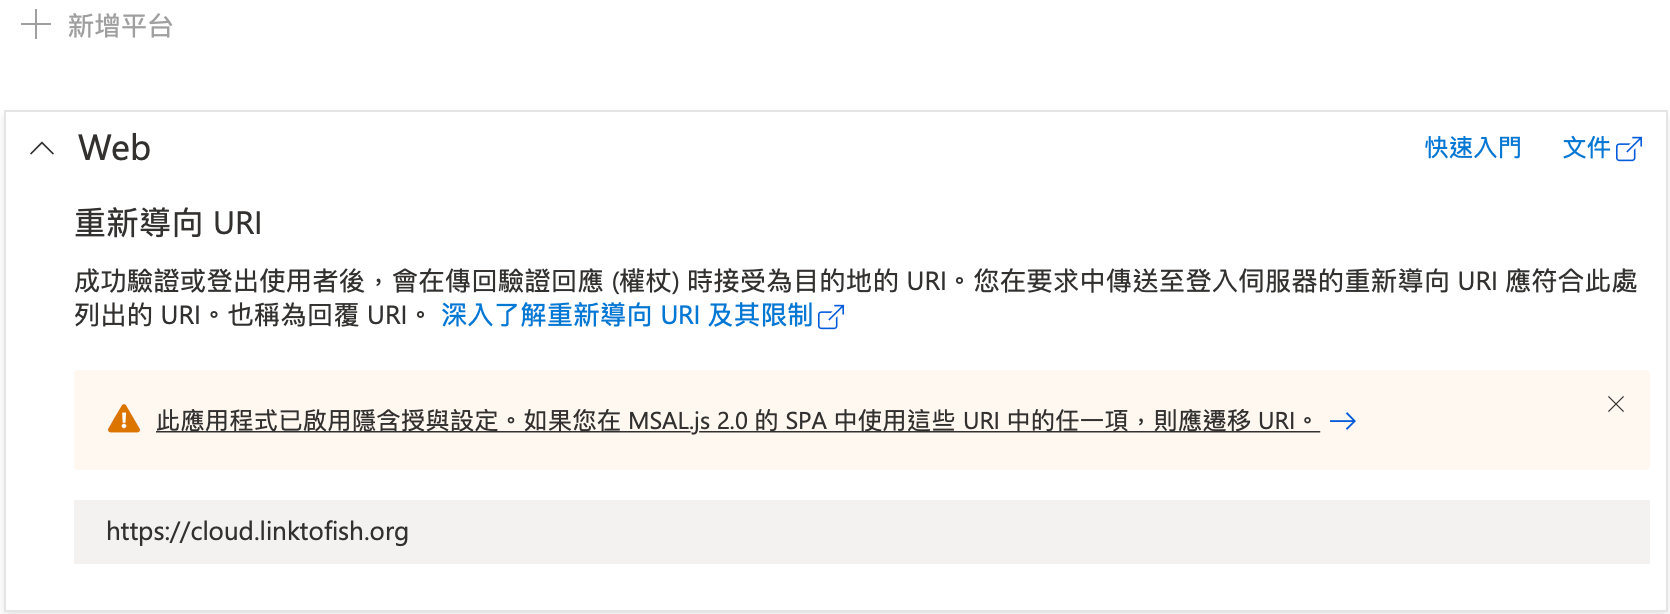 新增平台
Web
快速入門
文件
重新導向 URI
成功驗證或登出使用者後，會在傳回驗證回應 (權杖) 時接受為目的地的 URI。您在要求中傳送至登入伺服器的重新導向 URI 應符合此處
列出的 URI。也稱為回覆 URI。 深入了解重新導向 URI 及其限制
此應用程式已啟用隱含授與設定。如果您在 MSAL.js 2.0 的 SPA 中使用這些 URI 中的任一項，則應遷移 URI。
https://cloud.linktofish.org